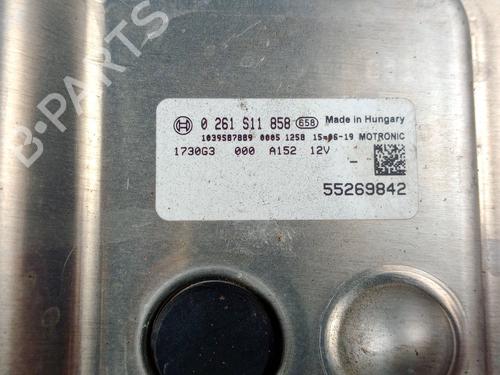 B-PARTS
0 261 S11 858 658 Made in Hungary
1039S87889 0005 1258 15-06-19 MOTRONIC
1730G3 000 A152 12V -
55269842